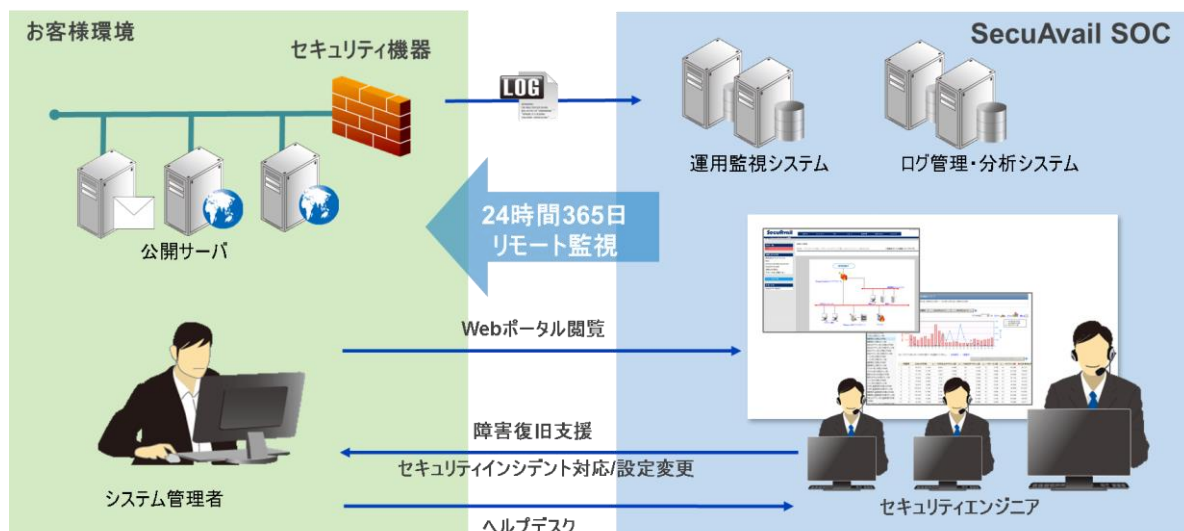 お客様環境
セキュリティ機器
LOG
SecuAvail SOC
運用監視システム
ログ管理・分析システム
公開サーバ
24時間365日
リモート監視
SecuAvail
Webポータル閲覧
障害復旧支援
セキュリティインシデント対応/設定変更
システム管理者
セキュリティエンジニア
ヘルプデスク